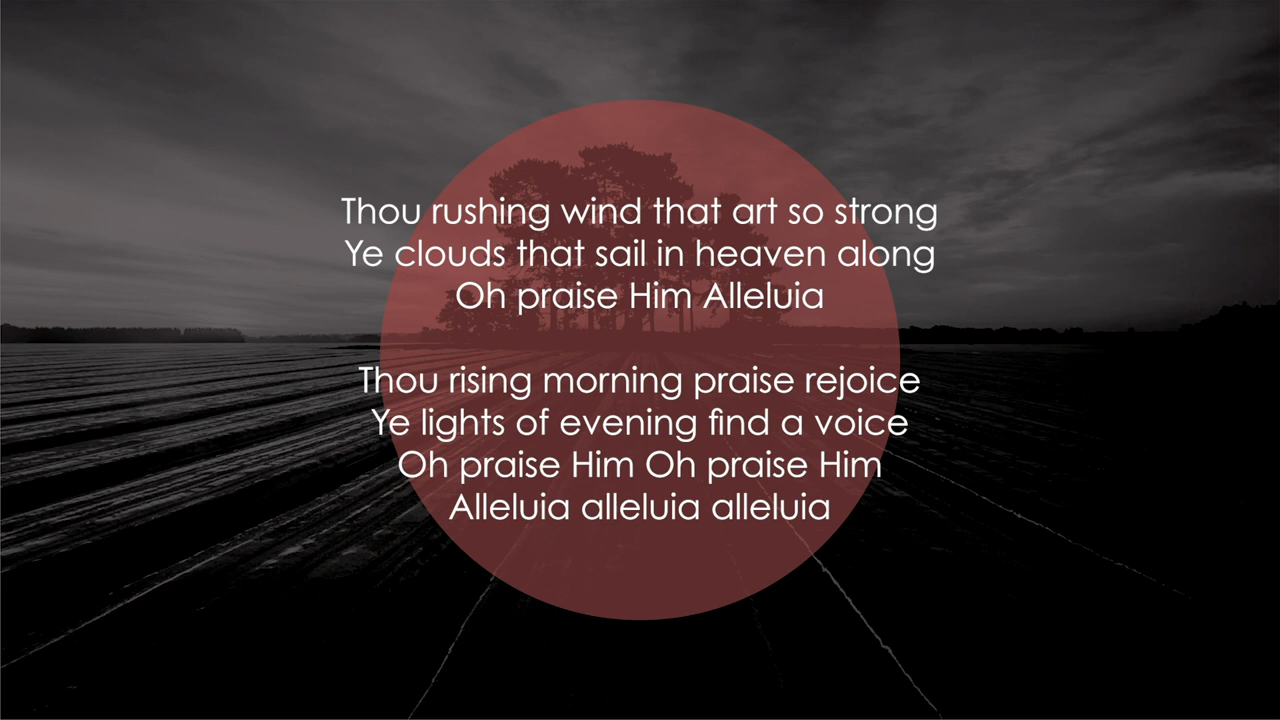 Thou rushing wind that art so strong
Ye clouds that sail in heaven along
Oh praise Him Alleluia
Thou rising morning praise rejoice
Ye lights of evening find a voice
Oh praise Him Oh praise Him
Alleluia alleluia alleluia